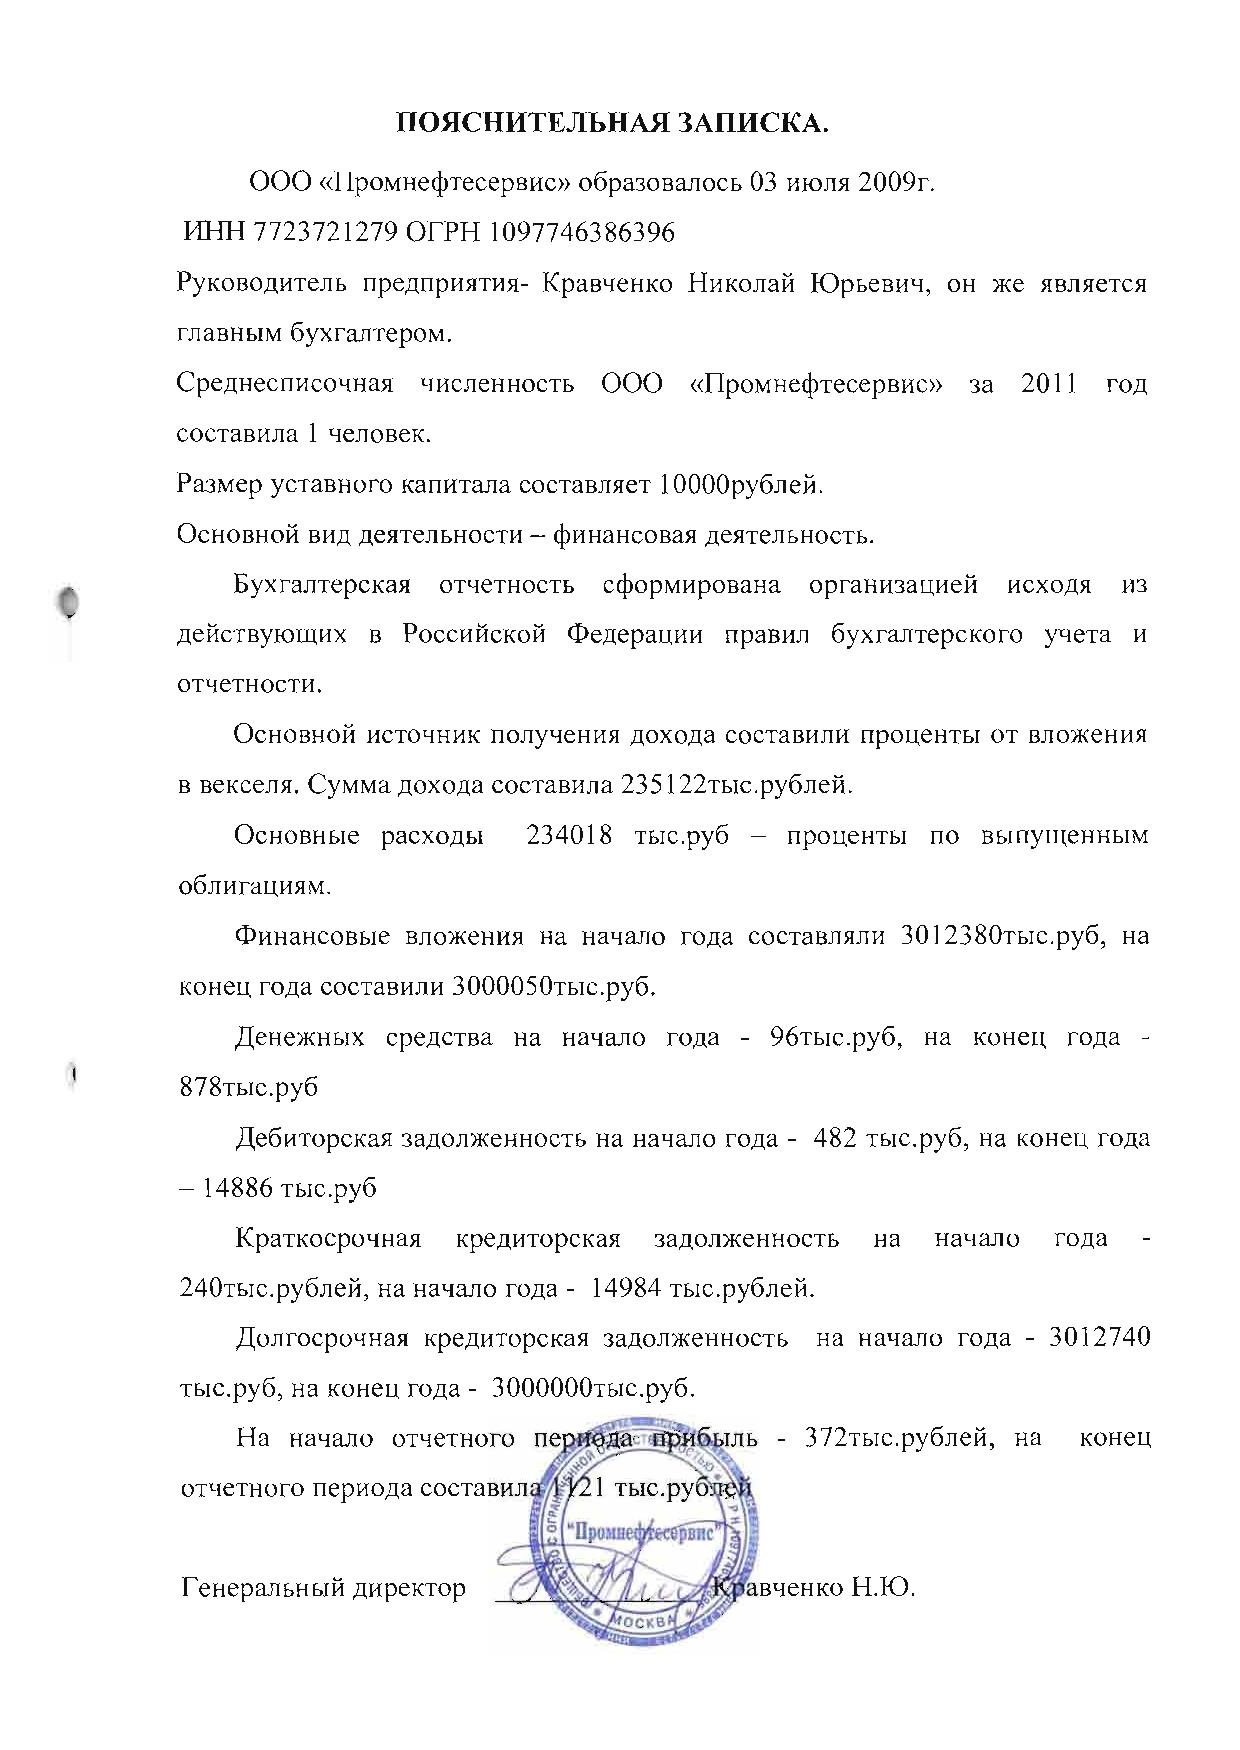 ПОЯСНИТЕЛЬНАЯ ЗАПИСКА.
ООО «Промнефтесервис» образовалось 03 июля 2009г.
ИНН 7723721279 ОГРН 1097746386396
Руководитель предприятия- Кравченко Николай Юрьевич, он же является
главным бухгалтером.
Среднесписочная численность ООО «Промнефтесервис» за 2011 год
составила 1 человек.
Размер уставного капитала составляет 10000рублей.
Основной вид деятельности – финансовая деятельность.
Бухгалтерская отчетность сформирована организацией исходя из
действующих в Российской Федерации правил бухгалтерского учета и
отчетности.
Основной источник получения дохода составили проценты от вложения
в векселя. Сумма дохода составила 235122тыс.рублей.
Основные расходы 234018 тыс.руб – проценты по выпущенным
облигациям.
Финансовые вложения на начало года составляли 3012380тыс.руб, на
конец года составили 3000050тыс.руб.
Денежных средства на начало года - 96тыс.руб, на конец года -
878тыс.руб
Дебиторская задолженность на начало года - 482 тыс.руб, на конец года
– 14886 тыс.руб
Краткосрочная кредиторская задолженность на начало года -
240тыс.рублей, на начало года - 14984 тыс.рублей.
Долгосрочная кредиторская задолженность на начало года - 3012740
тыс.руб, на конец года - 3000000тыс.руб.
На начало отчетного периода прибыль - 372тыс.рублей, на конец
отчетного периода составила 1121 тыс.рублей
"Промнефтесервис"
Генеральный директор Кравченко Н.Ю.
МОСКВА